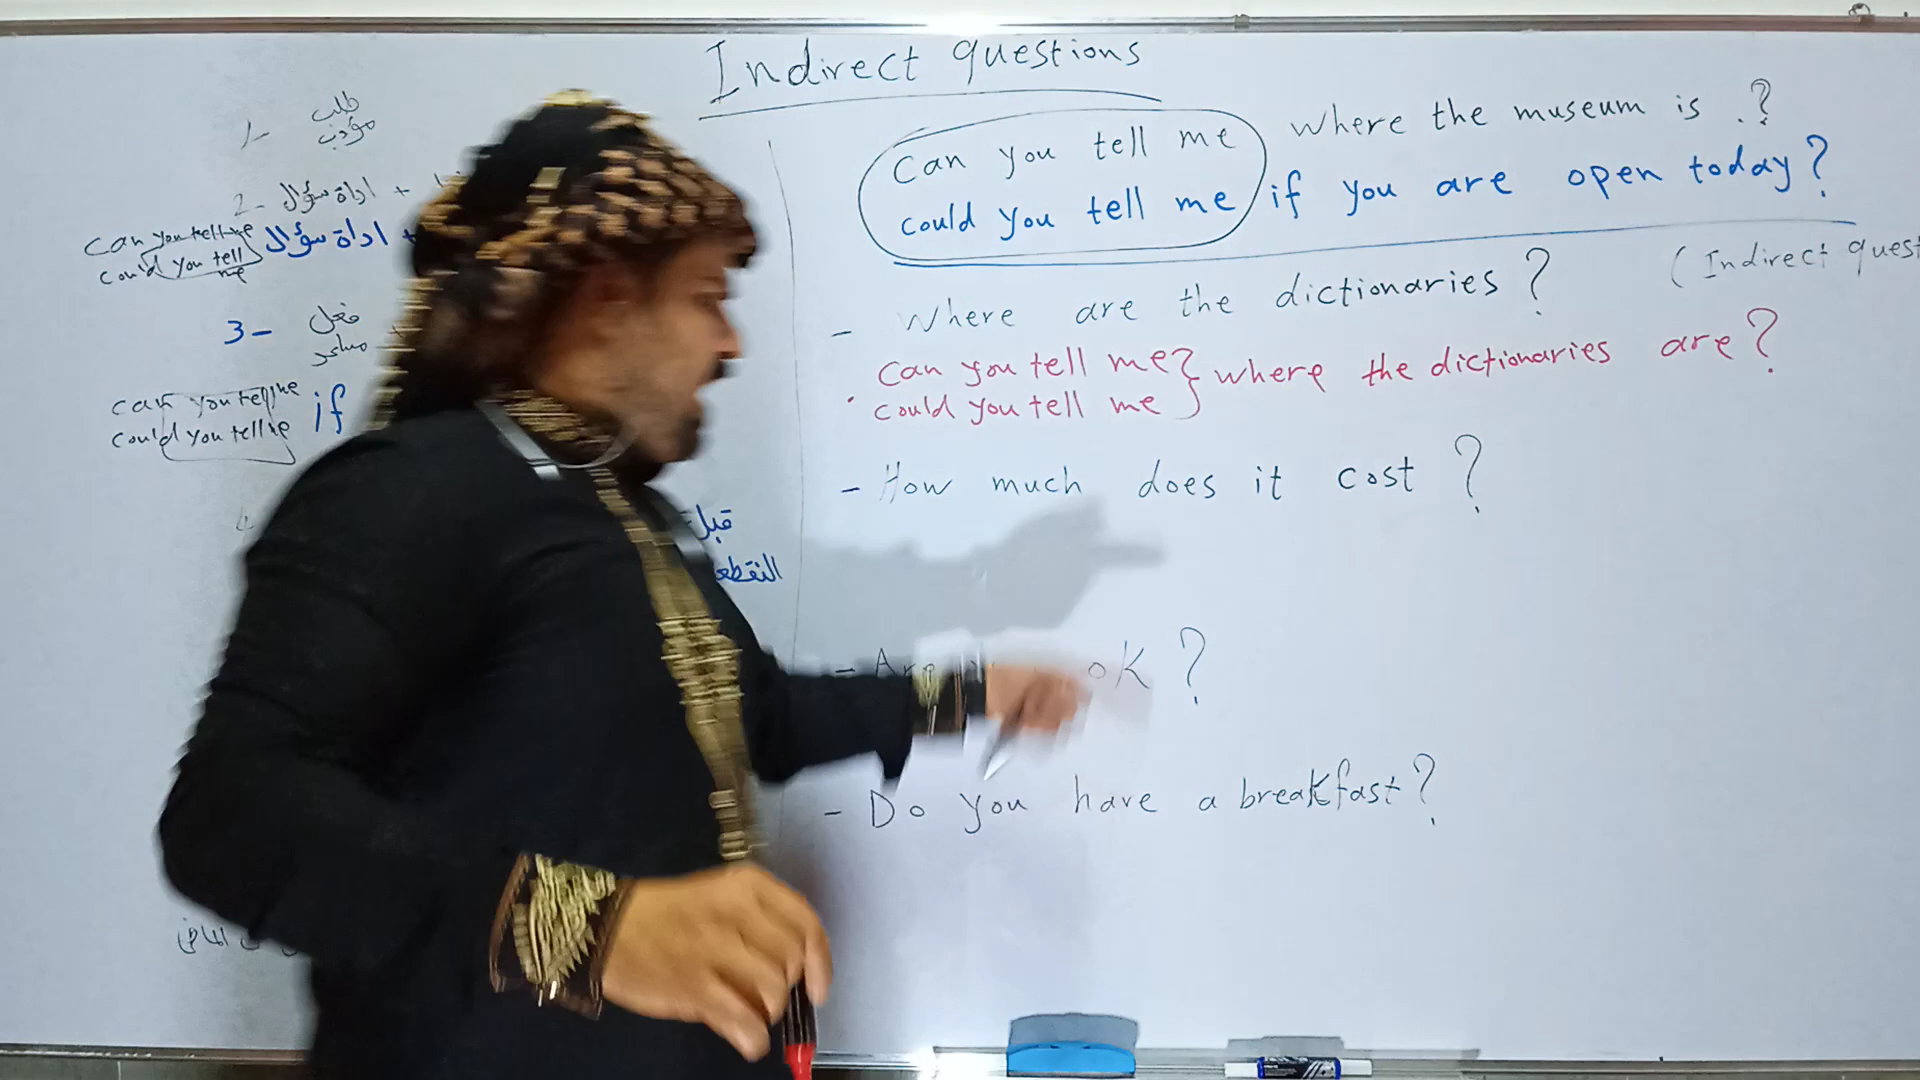 Indirect questions
can you tell me where the museum is .?
could you tell me if you are open today?
(Indirect quest
- Where are the dictionaries ?
can you tell me } where the dictionaries are?
. could you tell me
- How much does it cost ?
- Are ok ?
- Do you have a breakfast?
1- طلب
مؤدب
2- اداة سؤال +
can you tell me
could you tell me
اداة سؤال +
3- فعل
مساعد
can you tell me
could you tell me
if
قبل
النقطة